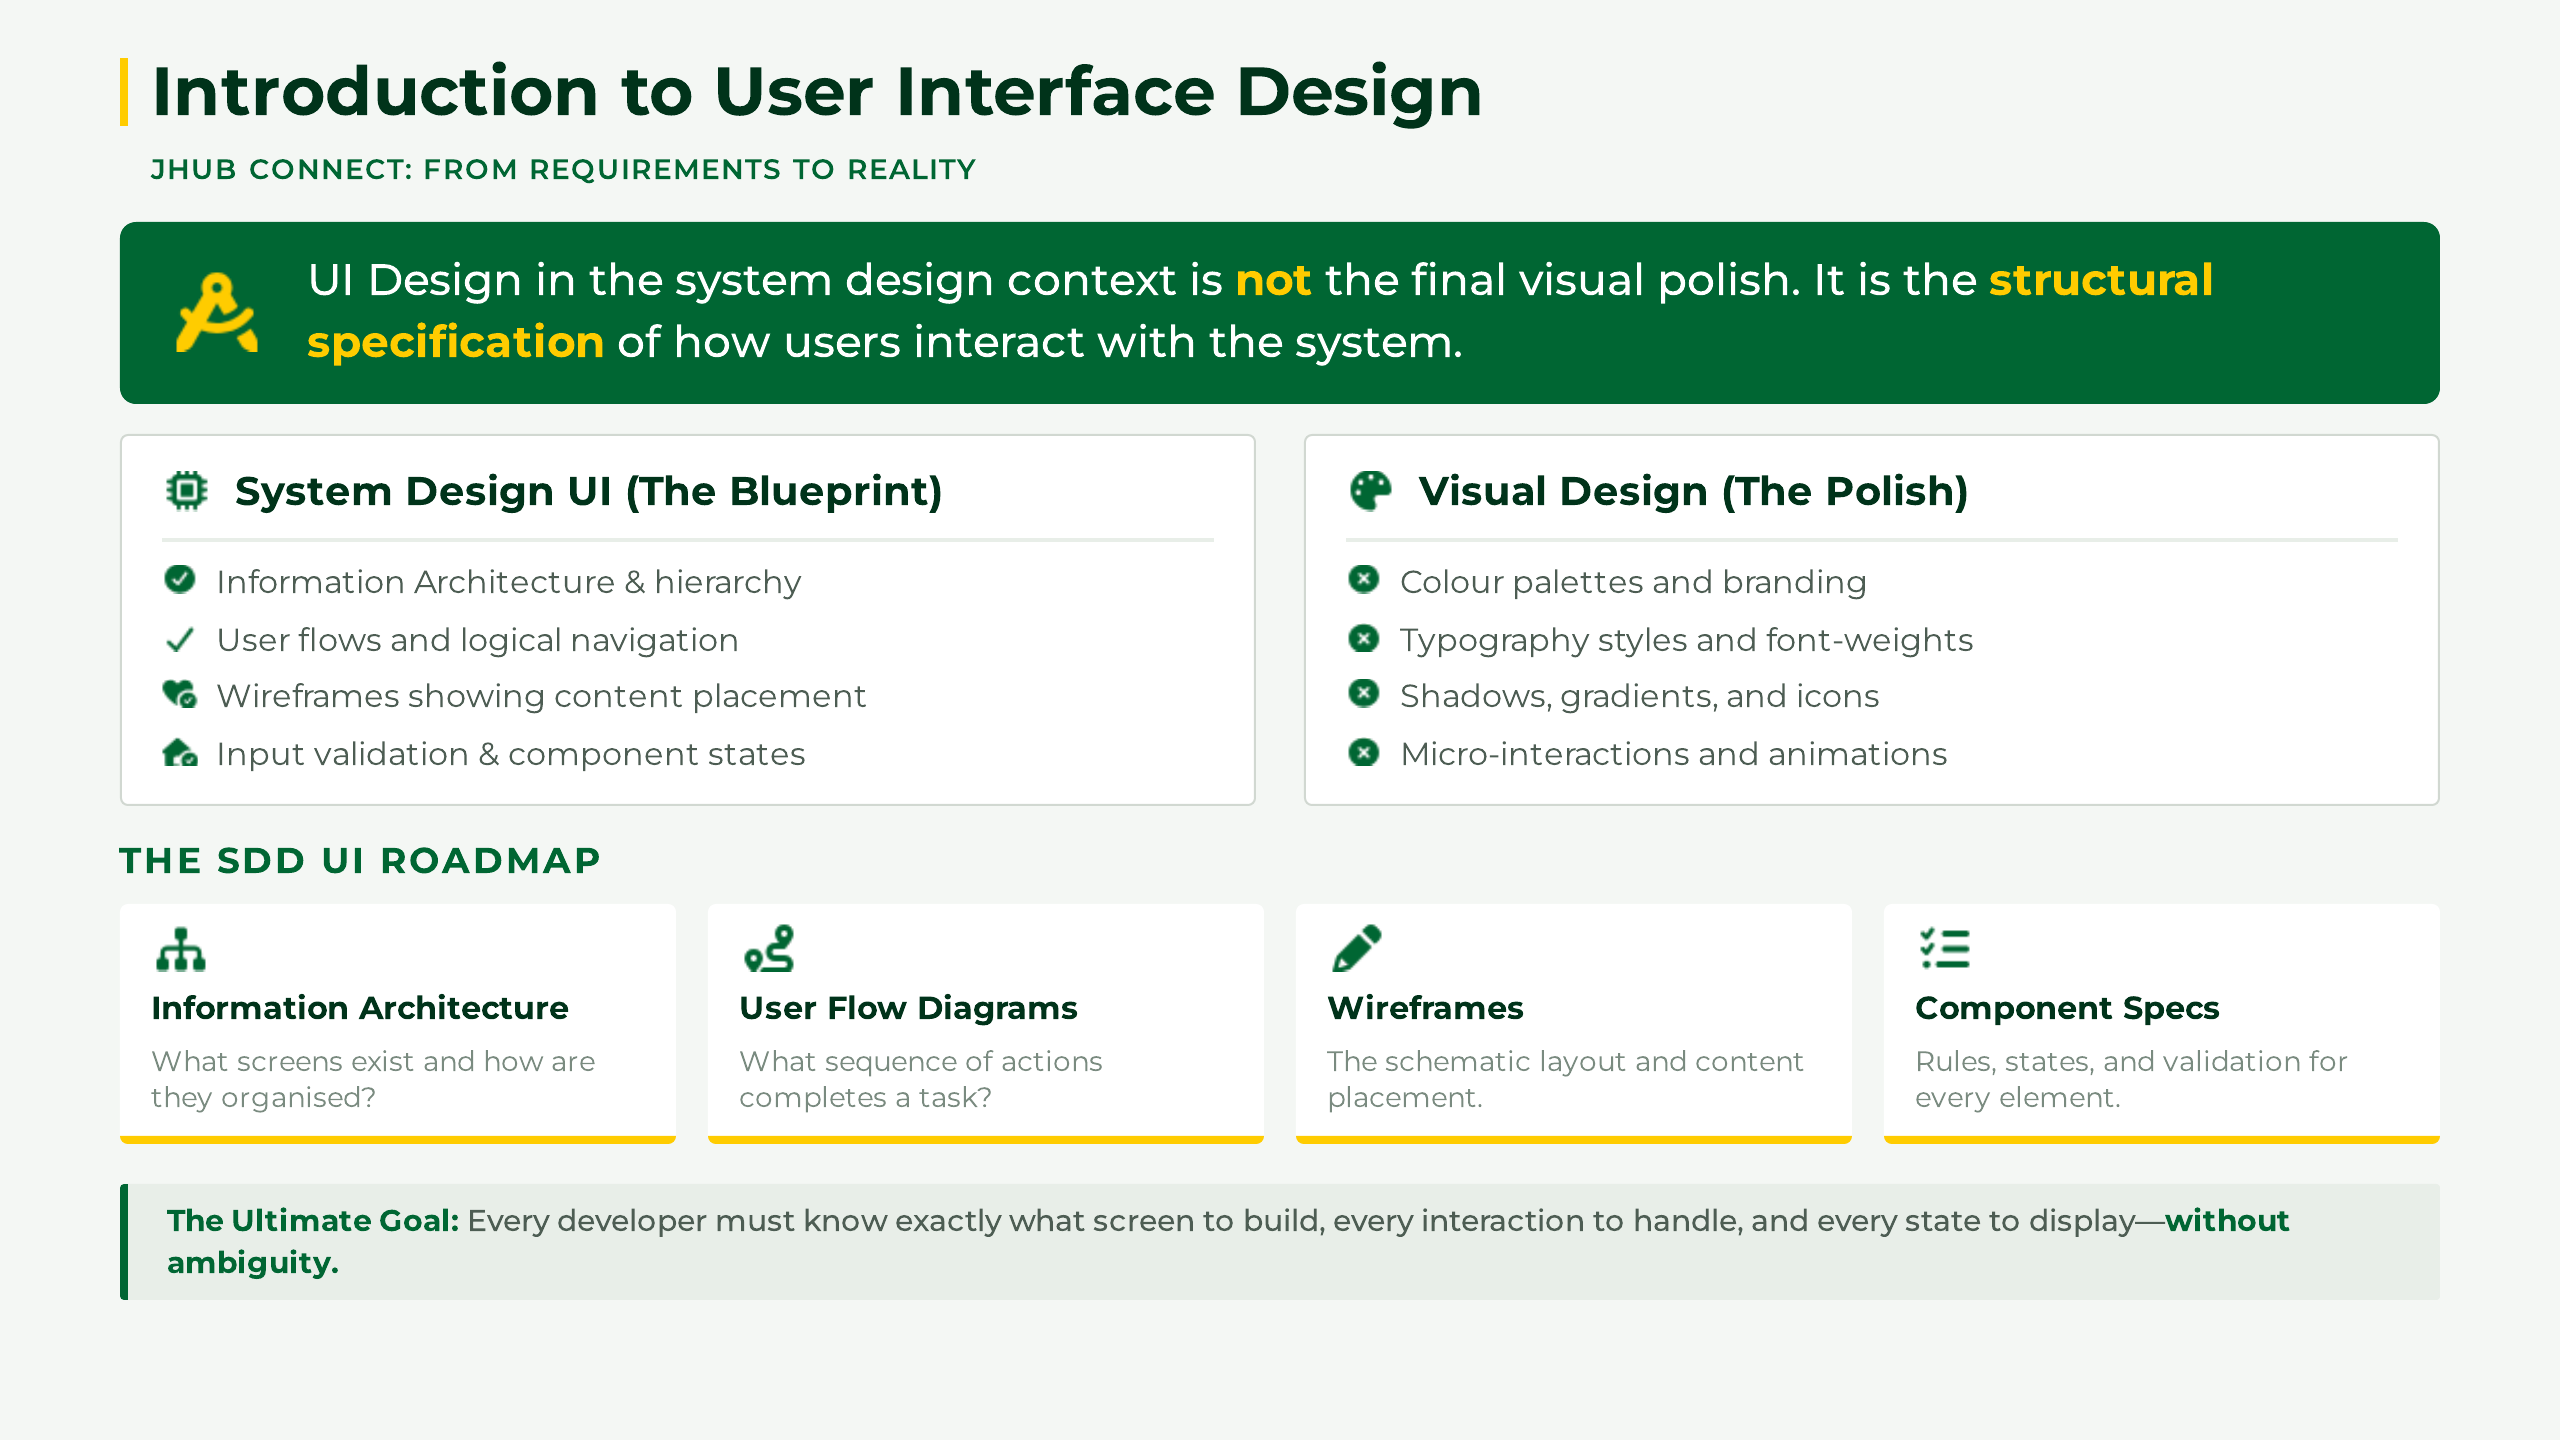 Introduction to User Interface Design
JHUB CONNECT: FROM REQUIREMENTS TO REALITY
UI Design in the system design context is not the final visual polish. It is the structural
specification of how users interact with the system.
System Design UI (The Blueprint)
Information Architecture & hierarchy
User flows and logical navigation
Wireframes showing content placement
Input validation & component states
Visual Design (The Polish)
Colour palettes and branding
Typography styles and font-weights
Shadows, gradients, and icons
Micro-interactions and animations
THE SDD UI ROADMAP
Information Architecture
What screens exist and how are
they organised?
User Flow Diagrams
What sequence of actions
completes a task?
Wireframes
The schematic layout and content
placement.
Component Specs
Rules, states, and validation for
every element.
The Ultimate Goal: Every developer must know exactly what screen to build, every interaction to handle, and every state to display—without
ambiguity.